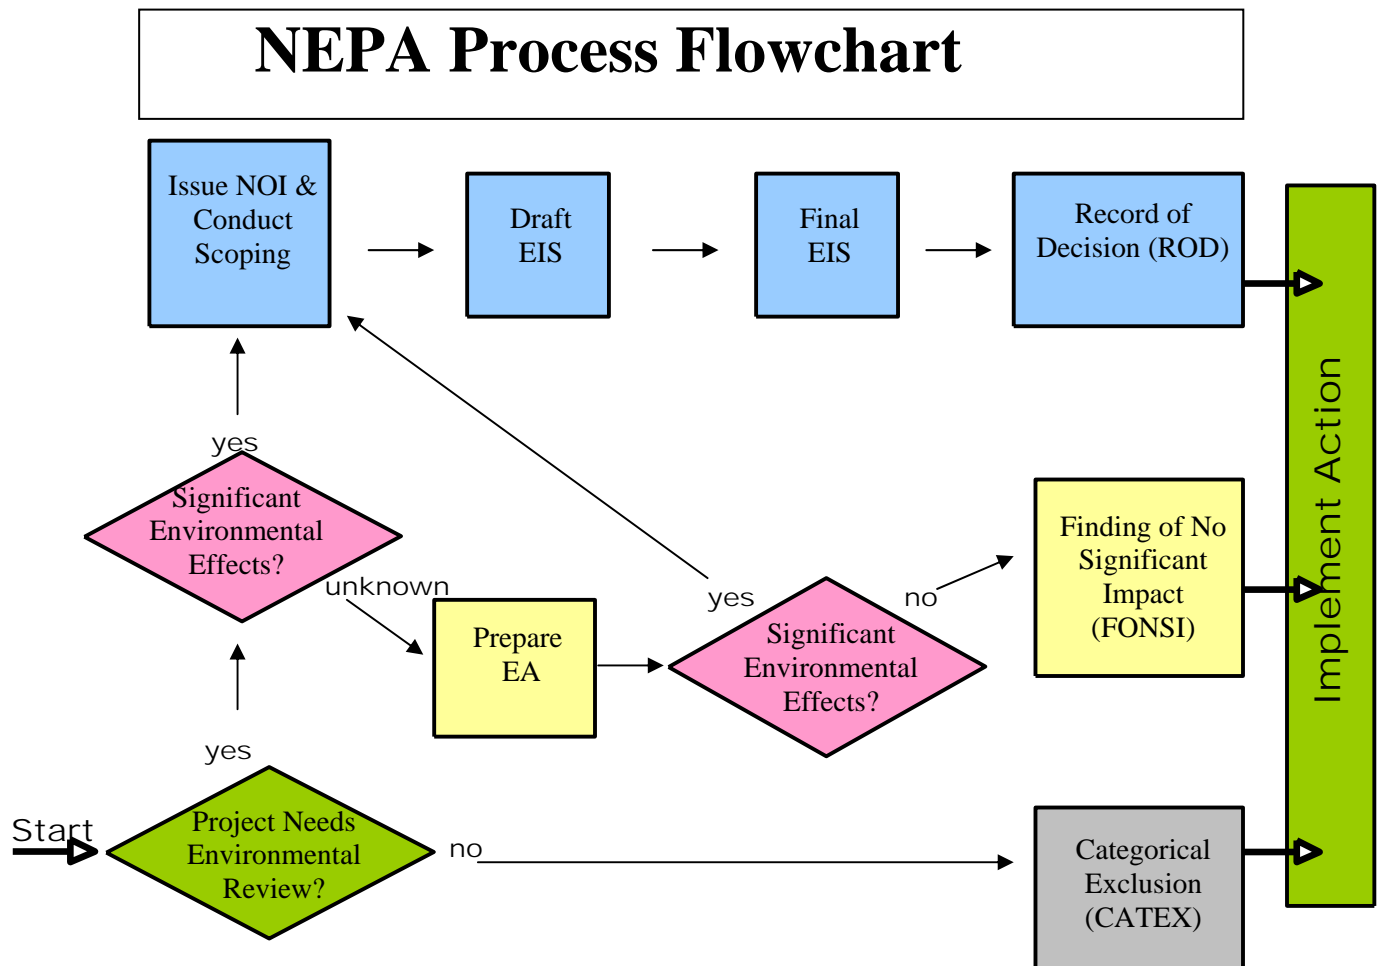 NEPA Process Flowchart
Issue NOI &
Conduct
Scoping
Draft
EIS
Final
EIS
Record of
Decision (ROD)
Implement Action
yes
Significant
Environmental
Effects?
unknown
Prepare
EA
yes
Significant
Environmental
Effects?
no
Finding of No
Significant
Impact
(FONSI)
yes
Start
Project Needs
Environmental
Review?
no
Categorical
Exclusion
(CATEX)